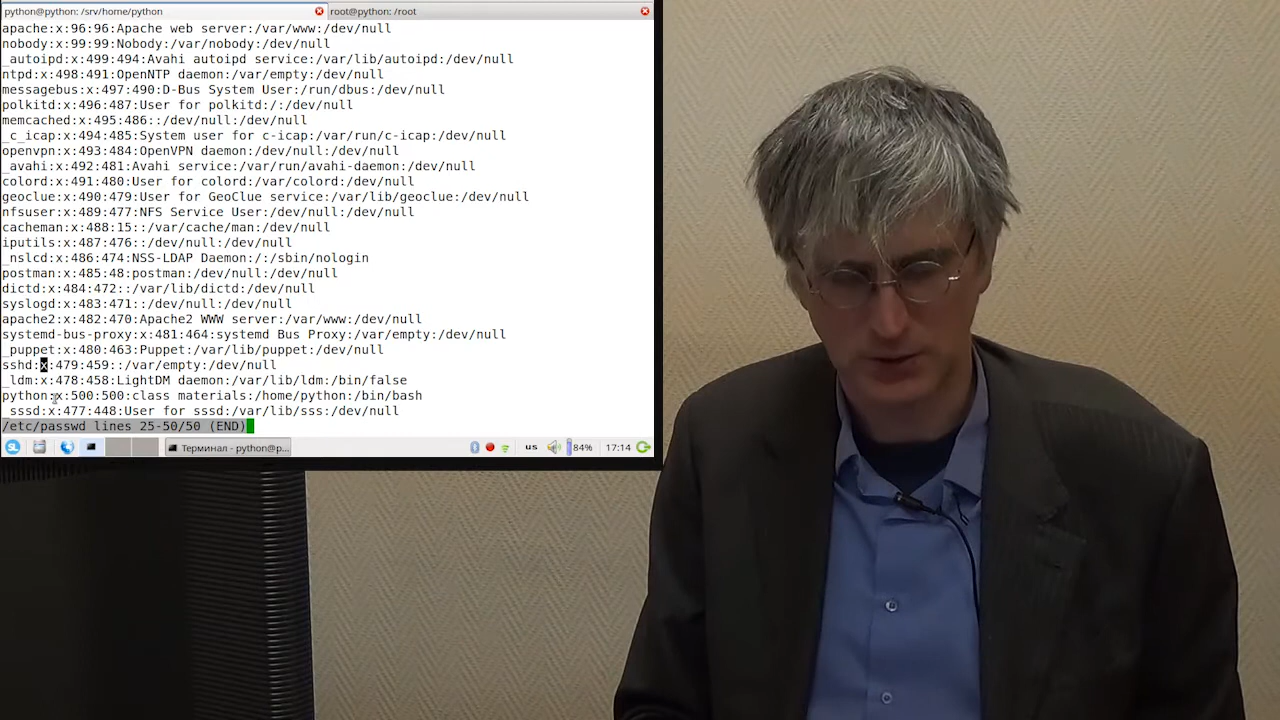 python@python: /srv/home/python
root@python: /root
apache:x:96:96:Apache web server:/var/www:/dev/null
nobody:x:99:99:Nobody:/var/nobody:/dev/null
_autoipd:x:499:494:Avahi autoipd service:/var/lib/autoipd:/dev/null
ntpd:x:498:491:OpenNTP daemon:/var/empty:/dev/null
messagebus:x:497:490:D-Bus System User:/run/dbus:/dev/null
polkitd:x:496:487:User for polkitd:/:/dev/null
memcached:x:495:486::/dev/null:/dev/null
_c_icap:x:494:485:System user for c-icap:/var/run/c-icap:/dev/null
openvpn:x:493:484:OpenVPN daemon:/dev/null:/dev/null
_avahi:x:492:481:Avahi service:/var/run/avahi-daemon:/dev/null
colord:x:491:480:User for colord:/var/colord:/dev/null
geoclue:x:490:479:User for GeoClue service:/var/lib/geoclue:/dev/null
nfsuser:x:489:477:NFS Service User:/dev/null:/dev/null
cacheman:x:488:15::/var/cache/man:/dev/null
iputils:x:487:476::/dev/null:/dev/null
_nslcd:x:486:474:NSS-LDAP Daemon:/:/sbin/nologin
postman:x:485:48:postman:/dev/null:/dev/null
dictd:x:484:472::/var/lib/dictd:/dev/null
syslogd:x:483:471::/dev/null:/dev/null
apache2:x:482:470:Apache2 WWW server:/var/www:/dev/null
systemd-bus-proxy:x:481:464:systemd Bus Proxy:/var/empty:/dev/null
_puppet:x:480:463:Puppet:/var/lib/puppet:/dev/null
sshd:x:479:459::/var/empty:/dev/null
_ldm:x:478:458:LightDM daemon:/var/lib/ldm:/bin/false
python:x:500:500:class materials:/home/python:/bin/bash
_sssd:x:477:448:User for sssd:/var/lib/sss:/dev/null
/etc/passwd lines 25-50/50 (END)
SL
Терминал - python@p...
us
84%
17:14